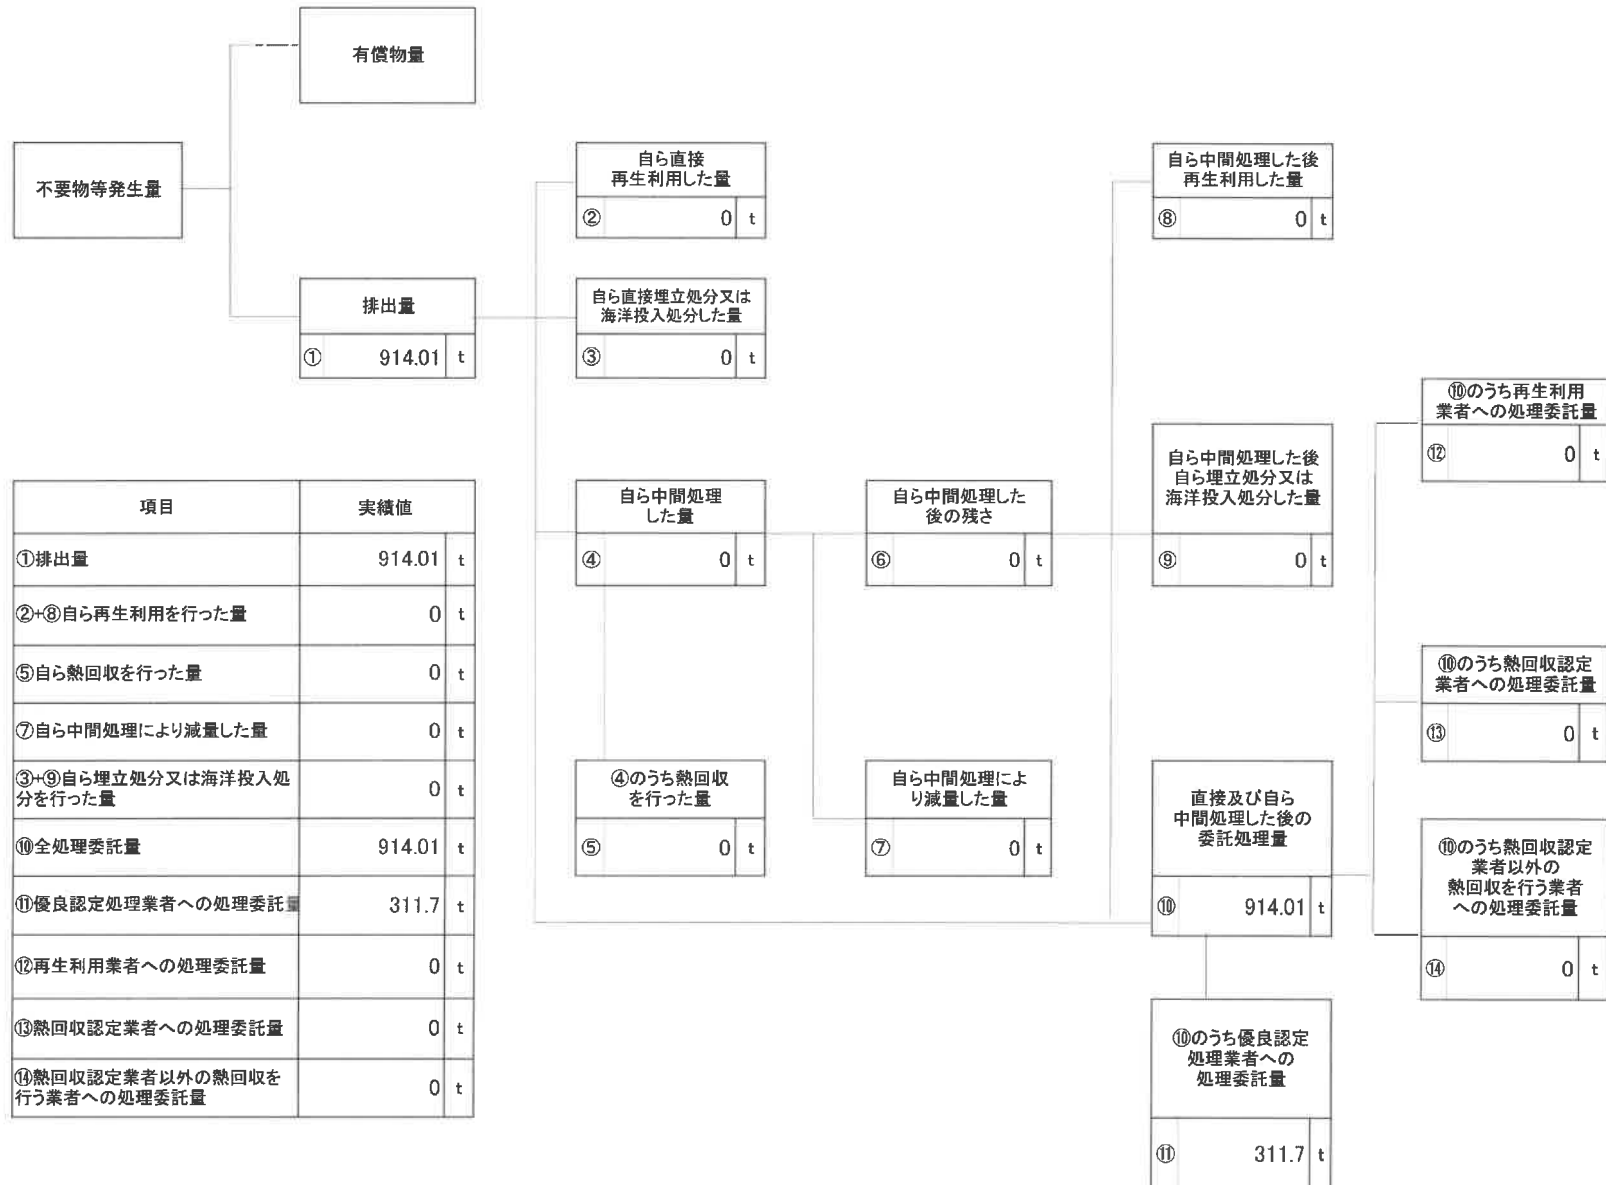 有償物量
不要物等発生量
排出量
① 914.01 t
自ら直接
再生利用した量
② 0 t
自ら直接埋立処分又は
海洋投入処分した量
③ 0 t
自ら中間処理
した量
④ 0 t
④のうち熱回収
を行った量
⑤ 0 t
自ら中間処理した
後の残さ
⑥ 0 t
自ら中間処理によ
り減量した量
⑦ 0 t
自ら中間処理した後
再生利用した量
⑧ 0 t
自ら中間処理した後
自ら埋立処分又は
海洋投入処分した量
⑨ 0 t
直接及び自ら
中間処理した後の
委託処理量
⑩ 914.01 t
⑩のうち優良認定
処理業者への
処理委託量
⑪ 311.7 t
⑩のうち再生利用
業者への処理委託量
⑫ 0 t
⑩のうち熱回収認定
業者への処理委託量
⑬ 0 t
⑩のうち熱回収認定
業者以外の
熱回収を行う業者
への処理委託量
⑭ 0 t
項目 実績値
①排出量 914.01 t
②+⑧自ら再生利用を行った量 0 t
⑤自ら熱回収を行った量 0 t
⑦自ら中間処理により減量した量 0 t
③+⑨自ら埋立処分又は海洋投入処
分を行った量 0 t
⑩全処理委託量 914.01 t
⑪優良認定処理業者への処理委託量 311.7 t
⑫再生利用業者への処理委託量 0 t
⑬熱回収認定業者への処理委託量 0 t
⑭熱回収認定業者以外の熱回収を
行う業者への処理委託量 0 t